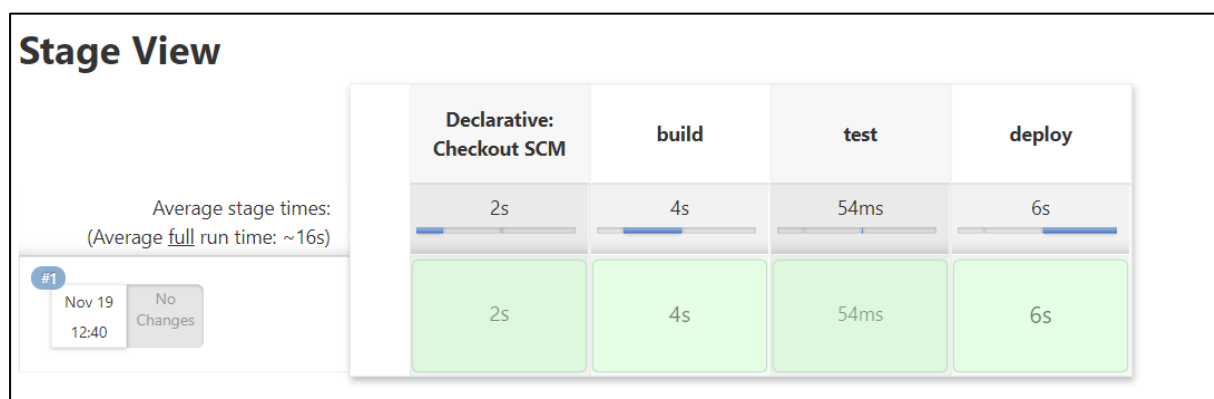 Stage View
Declarative:
Checkout SCM
build
test
deploy
Average stage times:
(Average full run time: ~16s)
2s
4s
54ms
6s
#1
Nov 19
12:40
No
Changes
2s
4s
54ms
6s